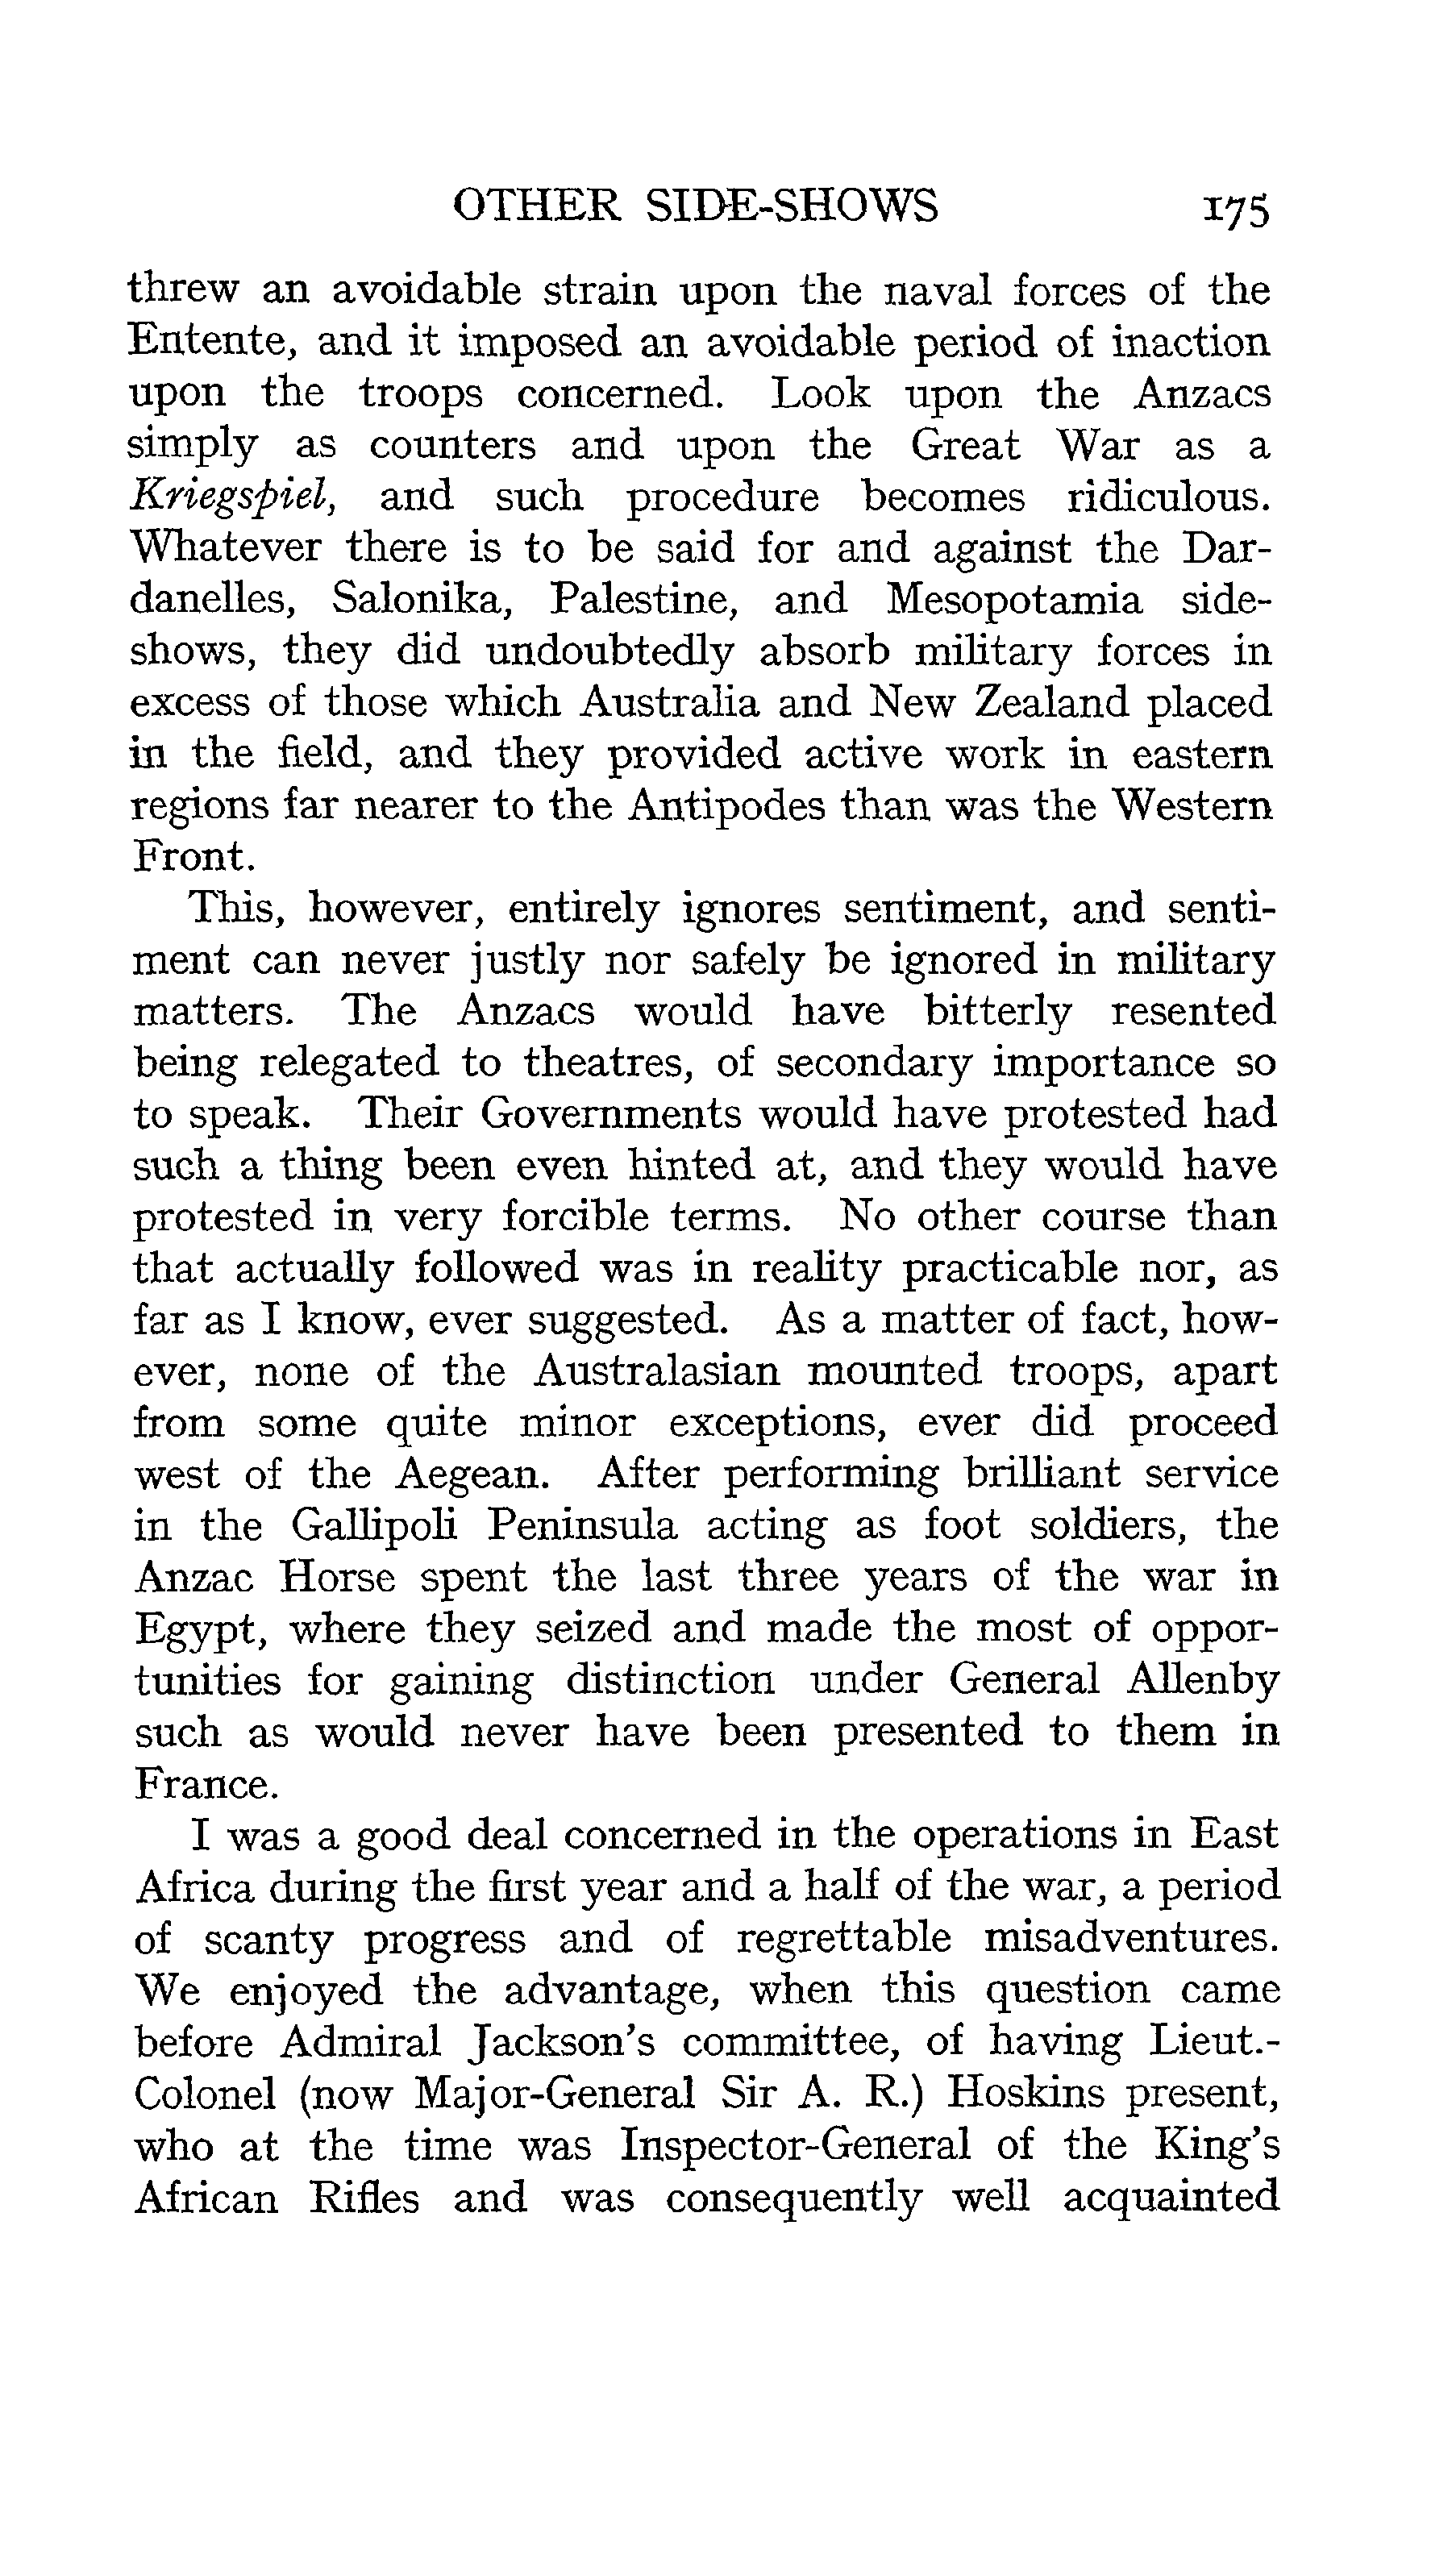 OTHER SIDE-SHOWS 175
threw an avoidable strain upon the naval forces of the
Entente, and it imposed an avoidable period of inaction
upon the troops concerned. Look upon the Anzacs
simply as counters and upon the Great War as a
Kriegspiel, and such procedure becomes ridiculous.
Whatever there is to be said for and against the Dar-
danelles, Salonika, Palestine, and Mesopotamia side-
shows, they did undoubtedly absorb military forces in
excess of those which Australia and New Zealand placed
in the field, and they provided active work in eastern
regions far nearer to the Antipodes than was the Western
Front.
This, however, entirely ignores sentiment, and senti-
ment can never justly nor safely be ignored in military
matters. The Anzacs would have bitterly resented
being relegated to theatres, of secondary importance so
to speak. Their Governments would have protested had
such a thing been even hinted at, and they would have
protested in very forcible terms. No other course than
that actually followed was in reality practicable nor, as
far as I know, ever suggested. As a matter of fact, how-
ever, none of the Australasian mounted troops, apart
from some quite minor exceptions, ever did proceed
west of the Aegean. After performing brilliant service
in the Gallipoli Peninsula acting as foot soldiers, the
Anzac Horse spent the last three years of the war in
Egypt, where they seized and made the most of oppor-
tunities for gaining distinction under General Allenby
such as would never have been presented to them in
France.
I was a good deal concerned in the operations in East
Africa during the first year and a half of the war, a period
of scanty progress and of regrettable misadventures.
We enjoyed the advantage, when this question came
before Admiral Jackson's committee, of having Lieut.-
Colonel (now Major-General Sir A. R.) Hoskins present,
who at the time was Inspector-General of the King's
African Rifles and was consequently well acquainted